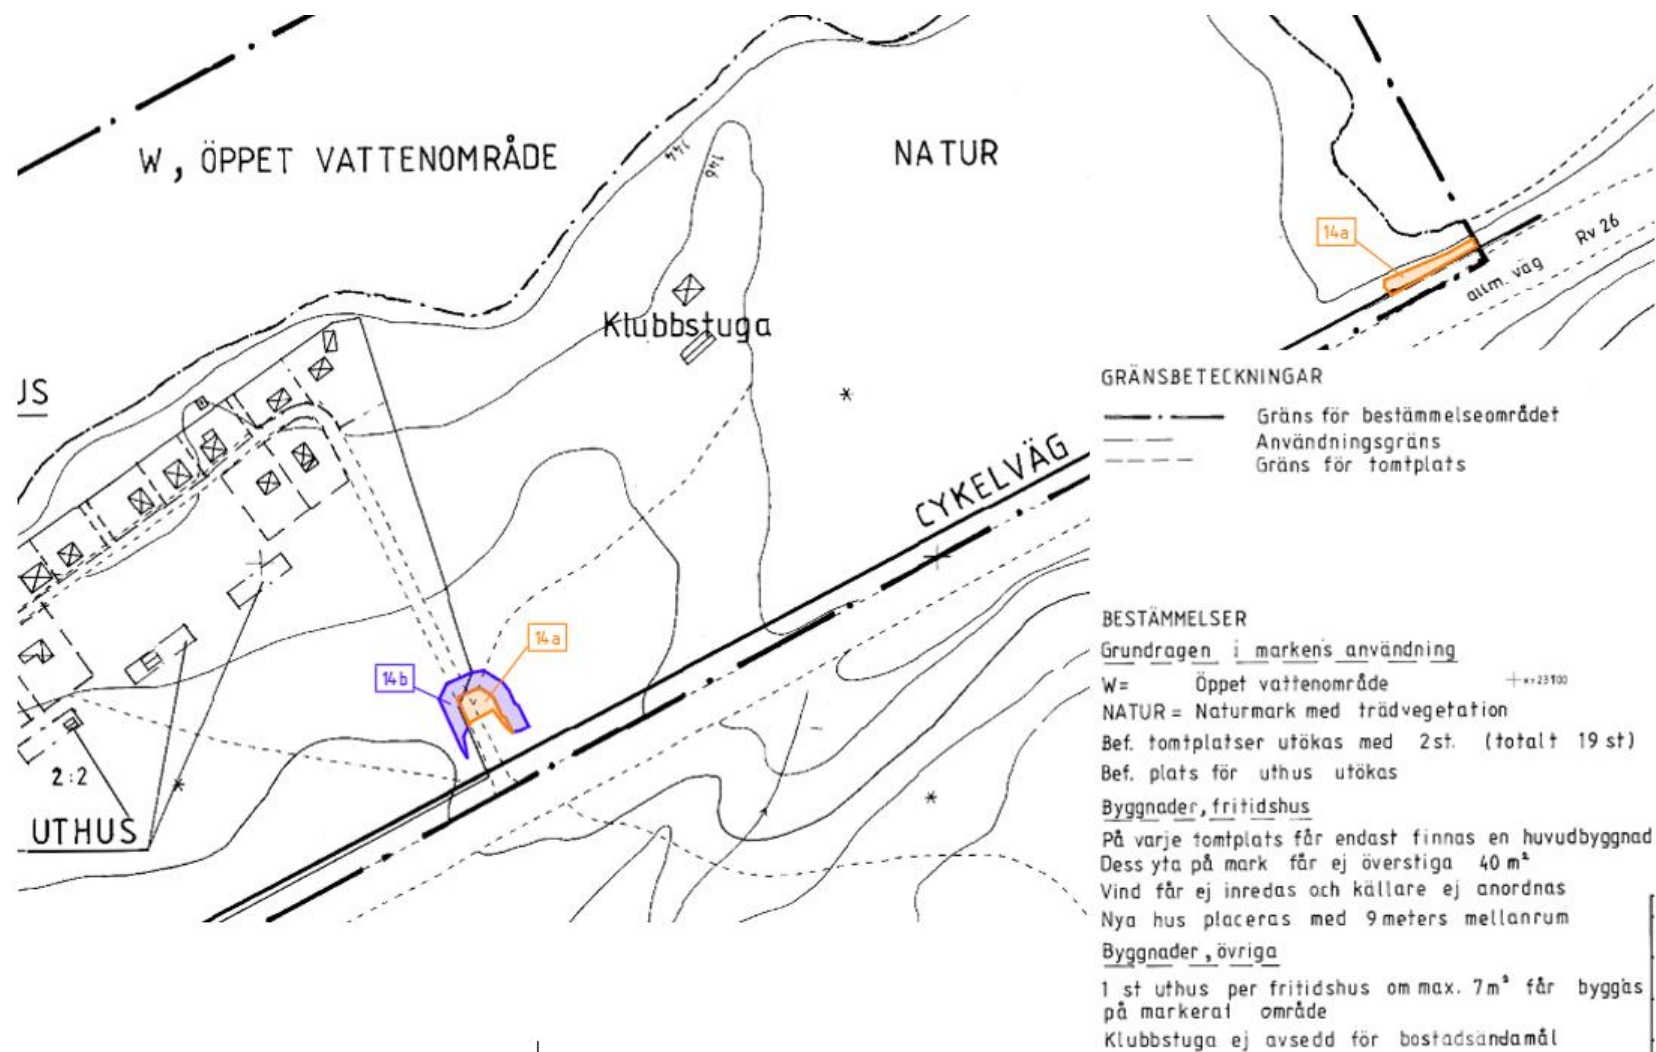 W, ÖPPET VATTENOMRÅDE
NATUR
144
146
Klubbstuga
JS
CYKELVÄG
14a
14b
2:2
UTHUS
14a
Rv 26
allm. väg
GRÄNSBETECKNINGAR
Gräns för bestämmelseområdet
Användningsgräns
Gräns för tomtplats
BESTÄMMELSER
Grundragen i markens användning
W= Öppet vattenområde
NATUR = Naturmark med trädvegetation
Bef. tomtplatser utökas med 2st. (totalt 19 st)
Bef. plats för uthus utökas
Byggnader, fritidshus
På varje tomtplats får endast finnas en huvudbyggnad
Dess yta på mark får ej överstiga 40 m²
Vind får ej inredas och källare ej anordnas
Nya hus placeras med 9 meters mellanrum
Byggnader, övriga
1 st uthus per fritidshus om max. 7m² får byggas
på markerat område
Klubbstuga ej avsedd för bostadsändamål